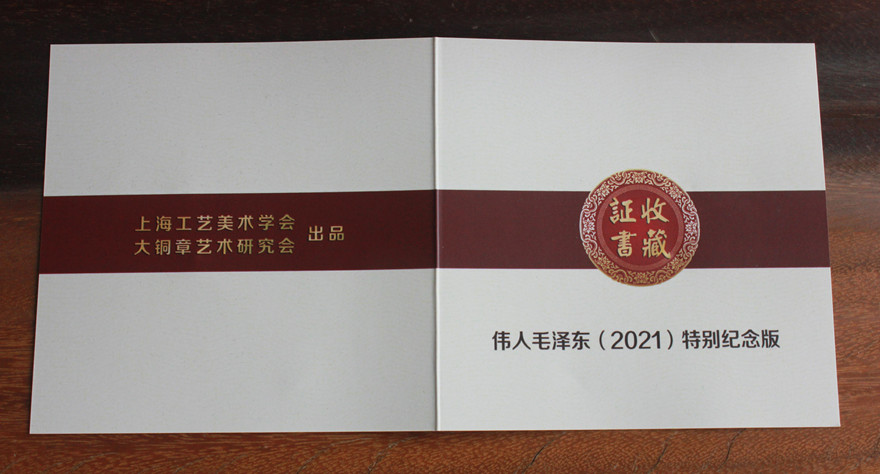 上海工艺美术学会
大铜章艺术研究会
出品
收藏
証書
伟人毛泽东（2021）特别纪念版